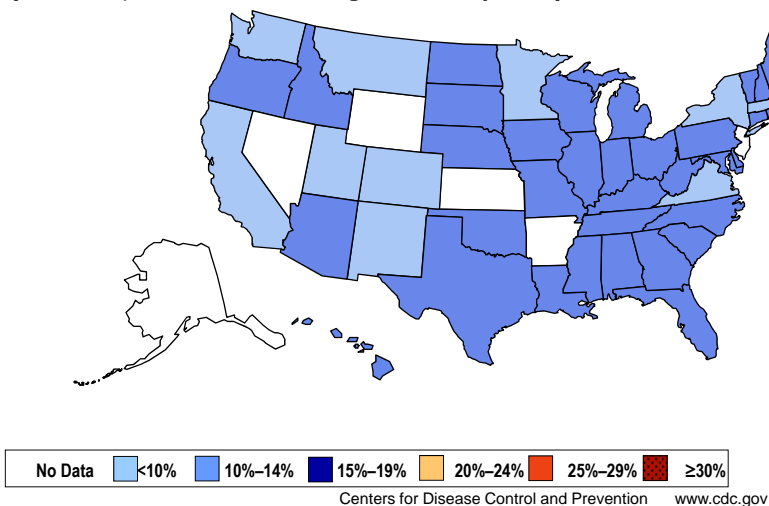 No Data <10% 10%–14% 15%–19% 20%–24% 25%–29% ≥30%
Centers for Disease Control and Prevention www.cdc.gov